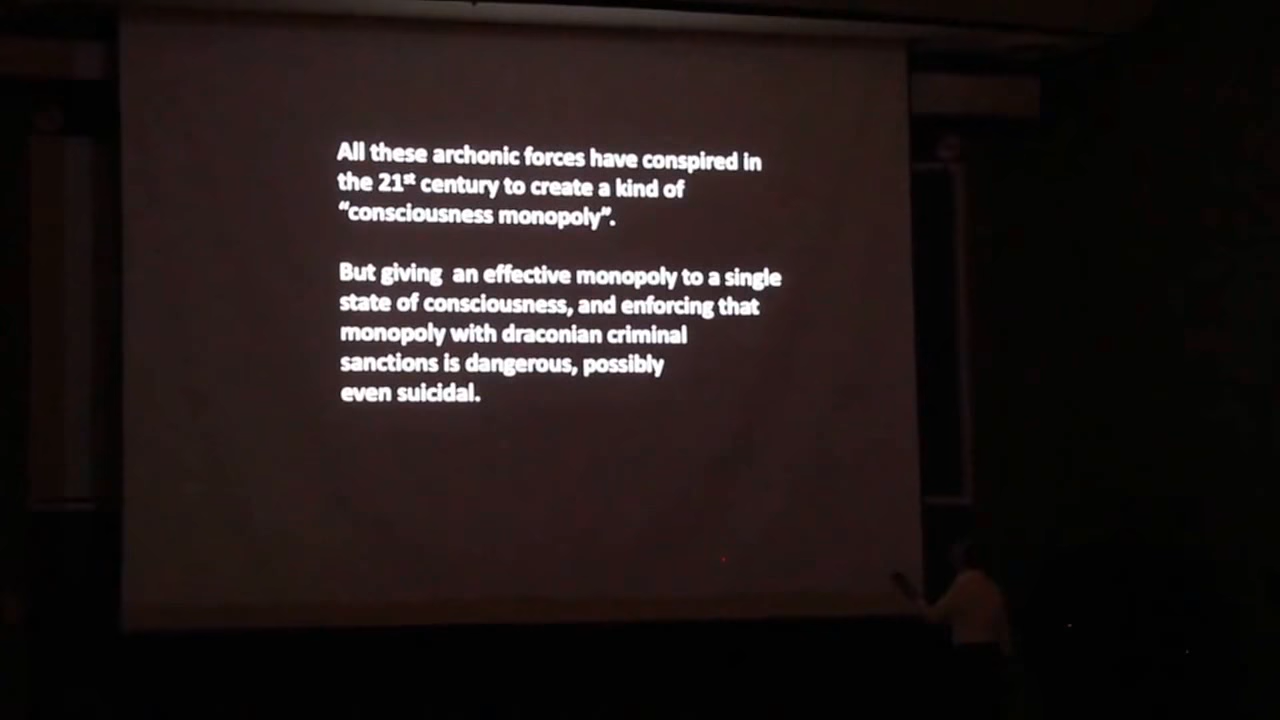 All these archonic forces have conspired in
the 21st century to create a kind of
“consciousness monopoly”.
But giving  an effective monopoly to a single
state of consciousness, and enforcing that
monopoly with draconian criminal
sanctions is dangerous, possibly
even suicidal.